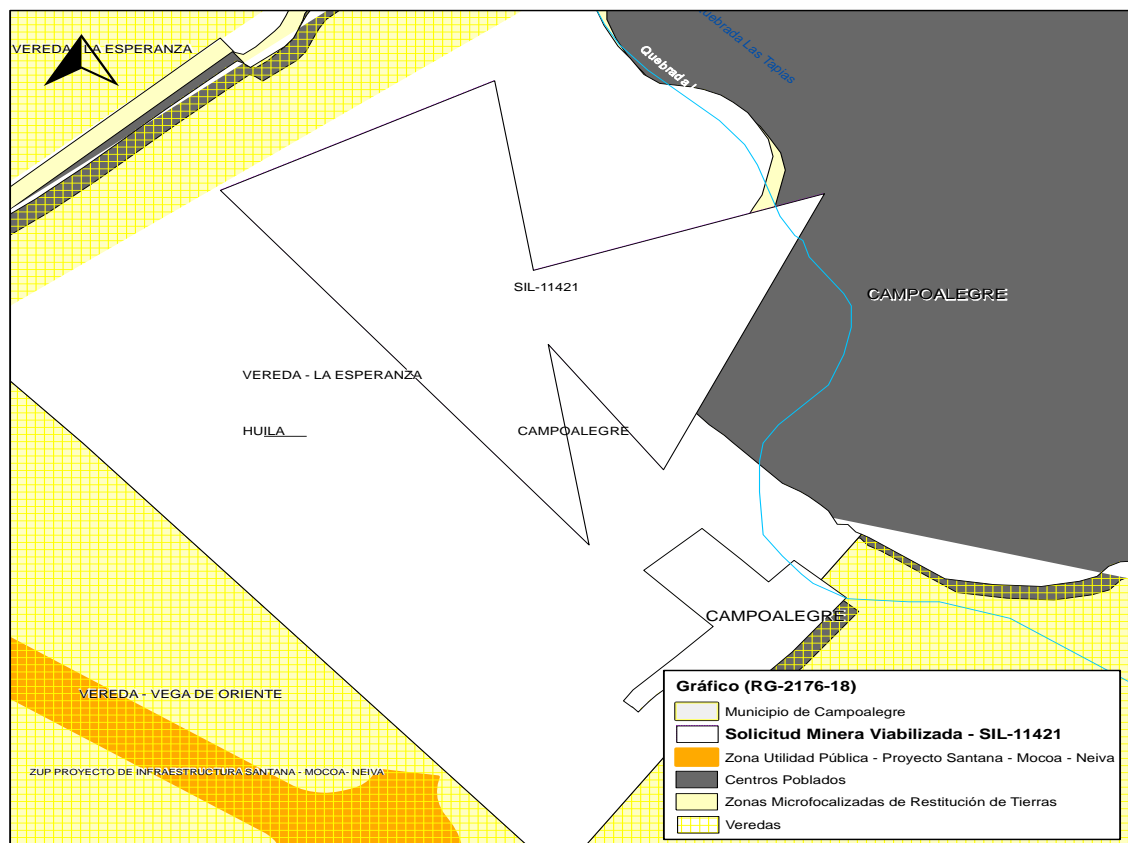 Quebrada Las Tapias
VEREDA - LA ESPERANZA
Quebrada L
CAMPOALEGRE
SIL-11421
VEREDA - LA ESPERANZA
HUILA
CAMPOALEGRE
CAMPOALEGRE
VEREDA - VEGA DE ORIENTE
ZUP PROYECTO DE INFRAESTRUCTURA SANTANA - MOCOA- NEIVA
Gráfico (RG-2176-18)
Municipio de Campoalegre
Solicitud Minera Viabilizada - SIL-11421
Zona Utilidad Pública - Proyecto Santana - Mocoa - Neiva
Centros Poblados
Zonas Microfocalizadas de Restitución de Tierras
Veredas